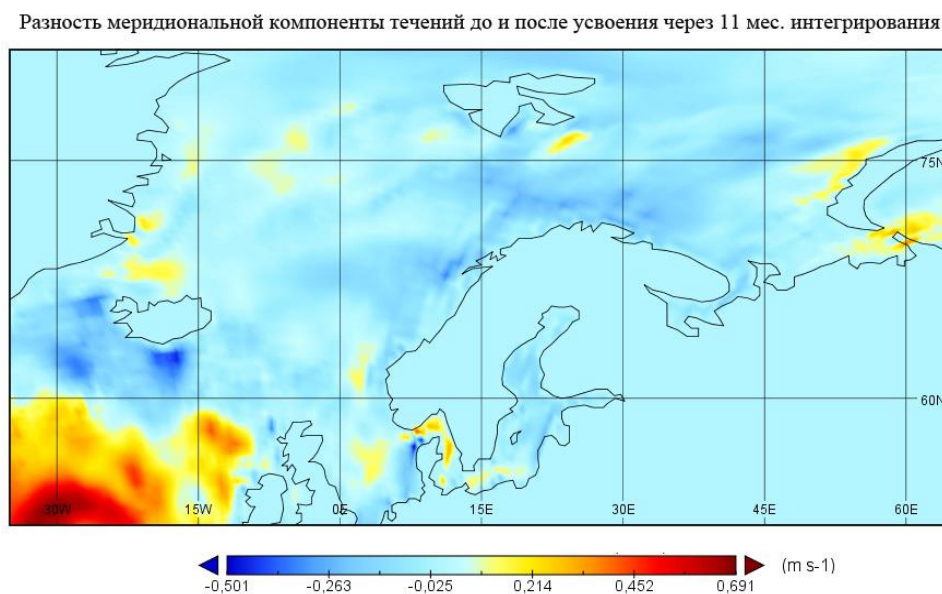 Разность меридиональной компоненты течений до и после усвоения через 11 мес. интегрирования
75N
60N
30W 15W 0E 15E 30E 45E 60E
-0,501 -0,263 -0,025 0,214 0,452 0,691 (m s-1)